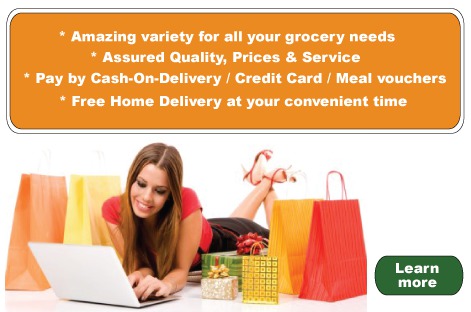 * Amazing variety for all your grocery needs
* Assured Quality, Prices & Service
* Pay by Cash-On-Delivery / Credit Card / Meal vouchers
* Free Home Delivery at your convenient time
Learn
more